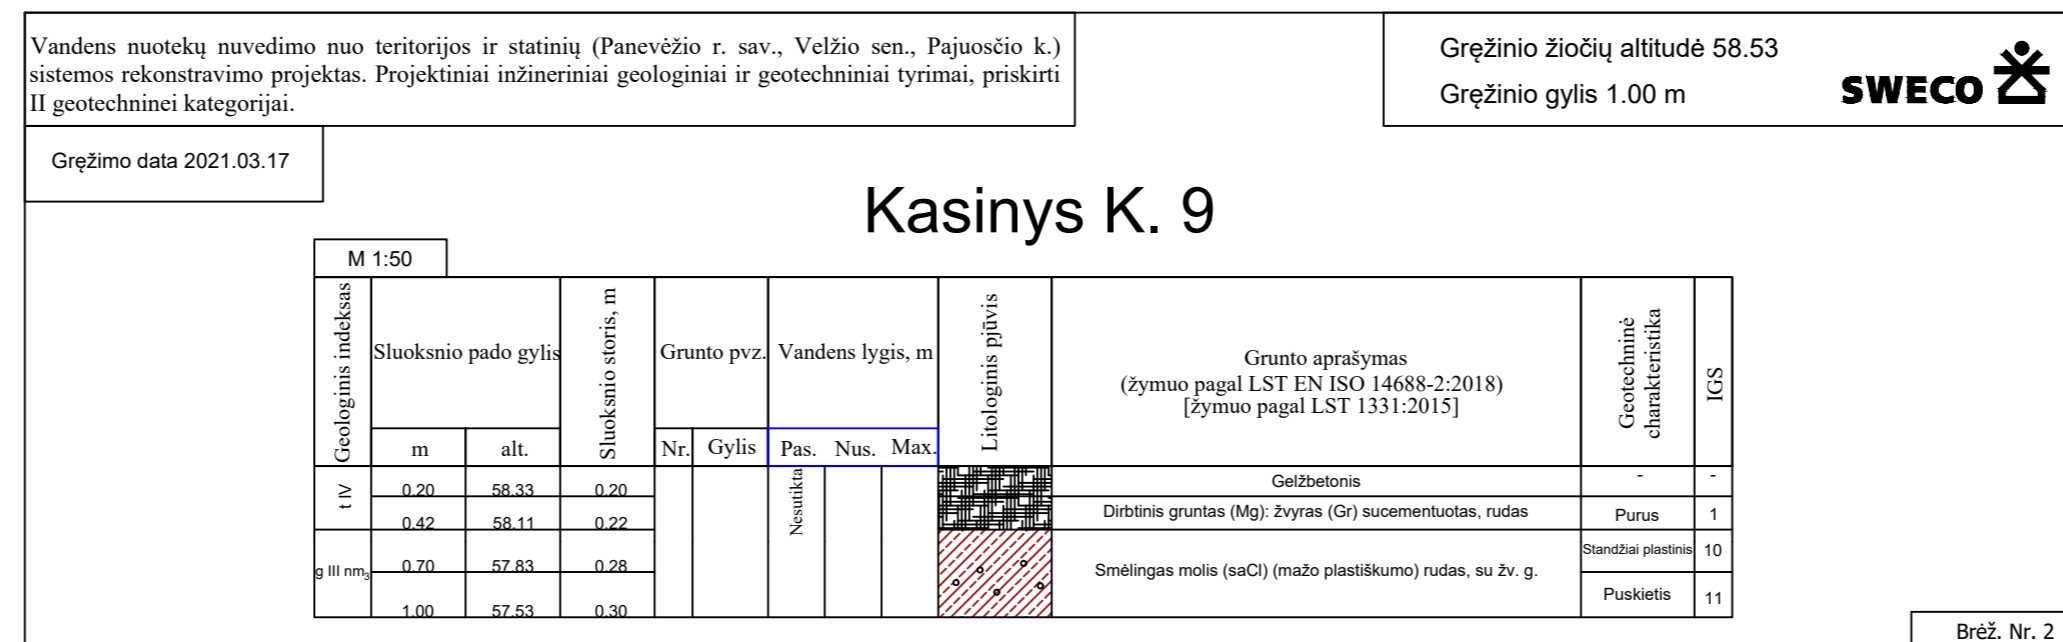 Vandens nuotekų nuvedimo nuo teritorijos ir statinių (Panevėžio r. sav., Velžio sen., Pajuosčio k.)
sistemos rekonstravimo projektas. Projektiniai inžineriniai geologiniai ir geotechniniai tyrimai, priskirti
II geotechninei kategorijai.
Gręžinio žiočių altitudė 58.53
Gręžinio gylis 1.00 m
SWECO
Gręžimo data 2021.03.17
Kasinys K. 9
M 1:50
Geologinis indeksas
Sluoksnio pado gylis
m alt.
Sluoksnio storis, m
Grunto pvz.
Nr. Gylis
Vandens lygis, m
Pas. Nus. Max.
Litologinis pjūvis
Grunto aprašymas
(žymuo pagal LST EN ISO 14688-2:2018)
[žymuo pagal LST 1331:2015]
Geotechninė
charakteristika
IGS
t IV
0.20 58.33 0.20
Nesutikta
Gelžbetonis - -
0.42 58.11 0.22
Dirbtinis gruntas (Mg): žvyras (Gr) sucementuotas, rudas Purus 1
g III nm3
0.70 57.83 0.28
Smėlingas molis (saCl) (mažo plastiškumo) rudas, su žv. g.
Standžiai plastinis 10
1.00 57.53 0.30
Puskietis 11
Brėž. Nr. 2